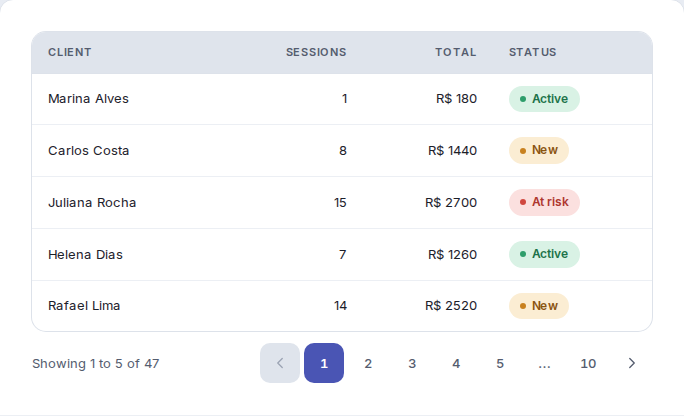 CLIENT SESSIONS TOTAL STATUS
Marina Alves 1 R$ 180 Active
Carlos Costa 8 R$ 1440 New
Juliana Rocha 15 R$ 2700 At risk
Helena Dias 7 R$ 1260 Active
Rafael Lima 14 R$ 2520 New
Showing 1 to 5 of 47 1 2 3 4 5 ... 10